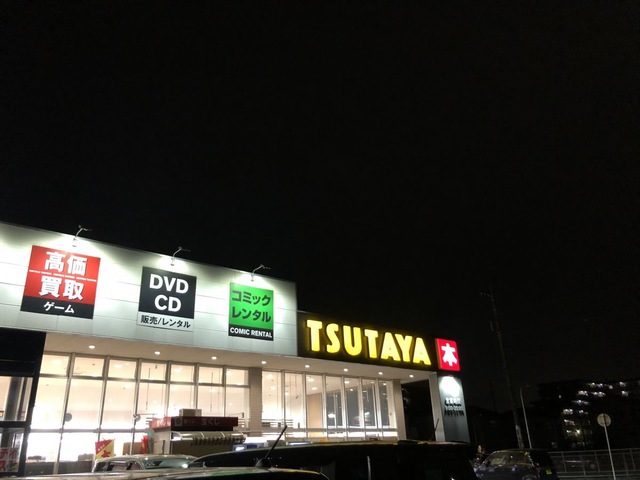 高価
買取
ゲーム
DVD
CD
販売/レンタル
コミック
レンタル
COMIC RENTAL
TSUTAYA
本